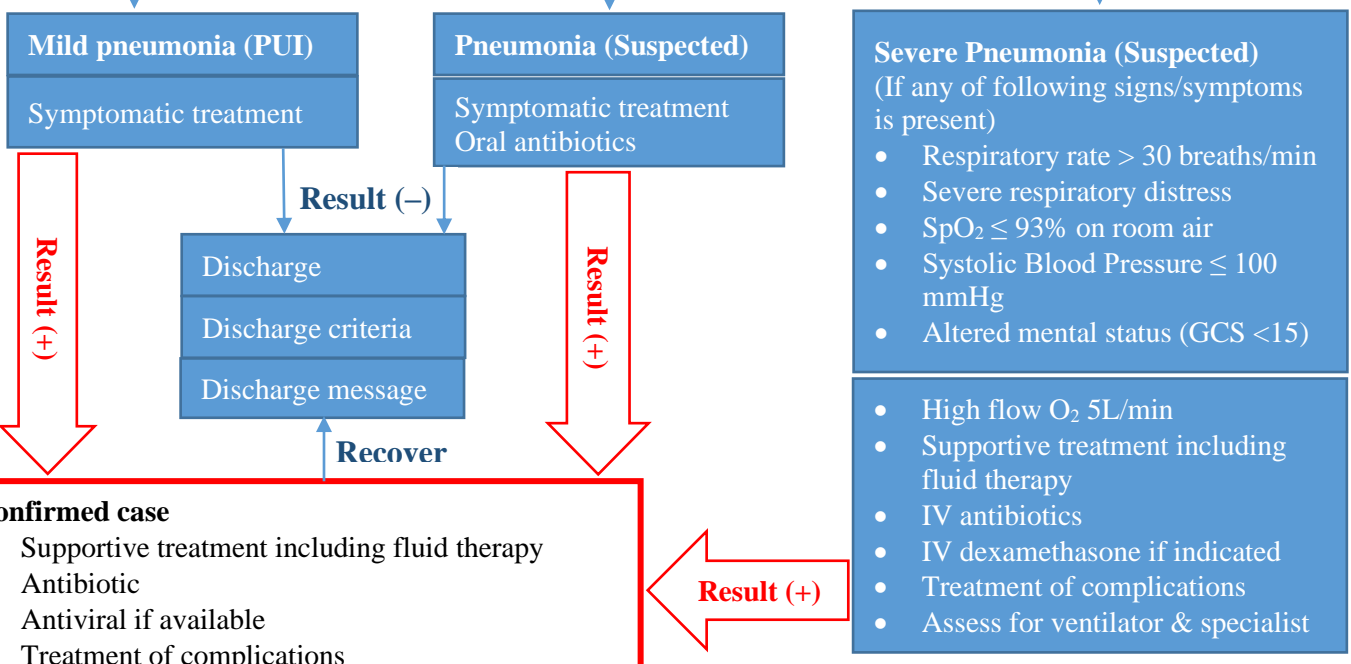 Mild pneumonia (PUI)
Symptomatic treatment
Pneumonia (Suspected)
Symptomatic treatment
Oral antibiotics
Severe Pneumonia (Suspected)
(If any of following signs/symptoms
is present)
• Respiratory rate > 30 breaths/min
• Severe respiratory distress
• SpO₂ ≤ 93% on room air
• Systolic Blood Pressure ≤ 100
mmHg
• Altered mental status (GCS <15)
Result (–)
Result (+)
Result (+)
Discharge
Discharge criteria
Discharge message
Recover
• High flow O₂ 5L/min
• Supportive treatment including
fluid therapy
• IV antibiotics
• IV dexamethasone if indicated
• Treatment of complications
• Assess for ventilator & specialist
Result (+)
onfirmed case
Supportive treatment including fluid therapy
Antibiotic
Antiviral if available
Treatment of complications